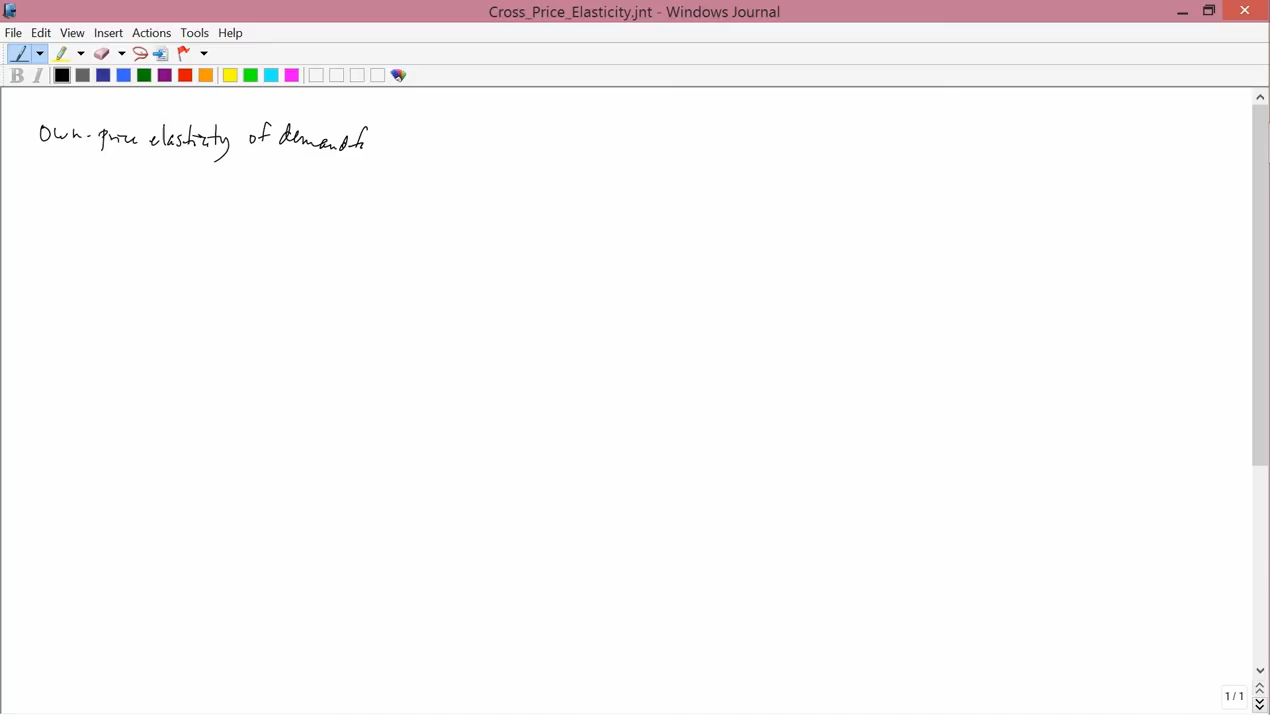 Cross_Price_Elasticity.jnt - Windows Journal
File Edit View Insert Actions Tools Help
B I
Own-price elasticity of demand f
1 / 1